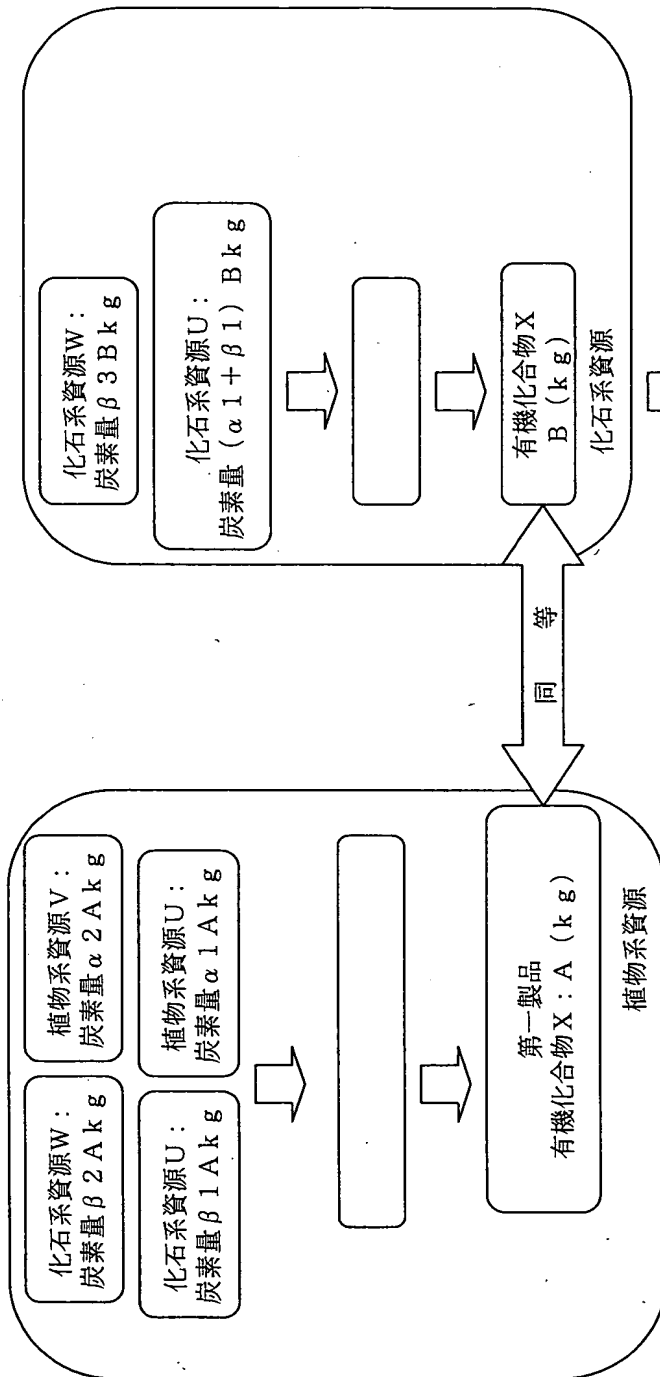 化石系資源W：
炭素量β2Akg
植物系資源V：
炭素量α2Akg
化石系資源U：
炭素量β1Akg
植物系資源U：
炭素量α1Akg
第一製品
有機化合物X：A（kg）
植物系資源
同等
化石系資源W：
炭素量β3Bkg
化石系資源U：
炭素量（α1＋β1）Bkg
有機化合物X
B（kg）
化石系資源